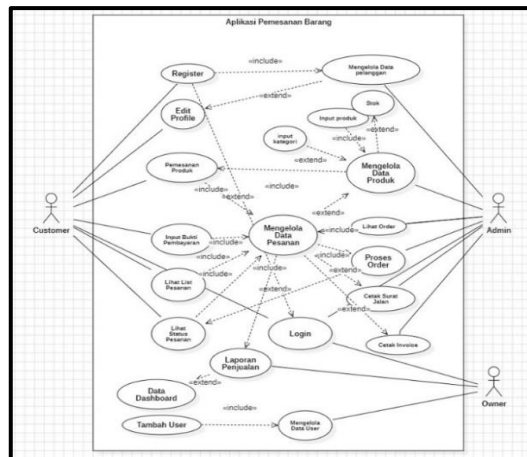 Aplikasi Pemesanan Barang
Register
«include»
Mengelola Data
pelanggan
«extend»
Edit
Profile
Stok
Input produk
«include»
«extend»
input
kategori
«extend»
Pemesanan
Produk
Mengelola
Data
Produk
«include»
«extend»
«include»
«extend»
Customer
Admin
Mengelola
Data
Pesanan
Lihat Order
«include»
Input Bukti
Pembayaran
«include»
«include»
Proses
Order
«include»
«extend»
Lihat List
Pesanan
«include»
Cetak Surat
Jalan
«extend»
Lihat
Status
Pesanan
Login
Cetak Invoice
Laporan
Penjualan
«extend»
Data
Dashboard
Owner
Tambah User
«include»
Mengelola
Data User